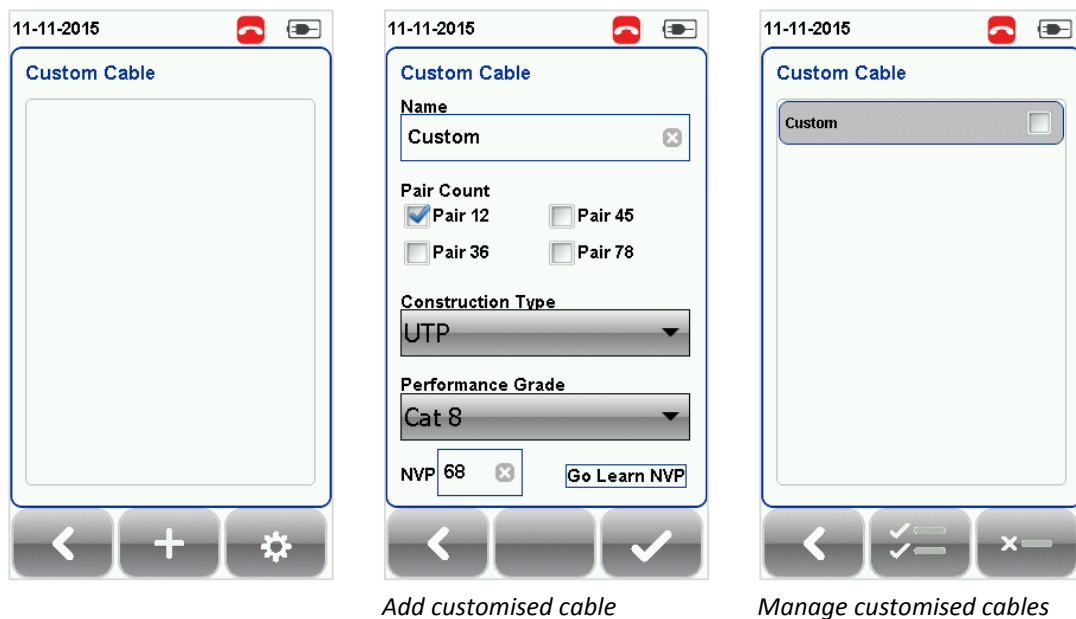 11-11-2015
Custom Cable
11-11-2015
Custom Cable
Name
Custom
Pair Count
Pair 12
Pair 45
Pair 36
Pair 78
Construction Type
UTP
Performance Grade
Cat 8
NVP 68
Go Learn NVP
11-11-2015
Custom Cable
Custom
Add customised cable
Manage customised cables